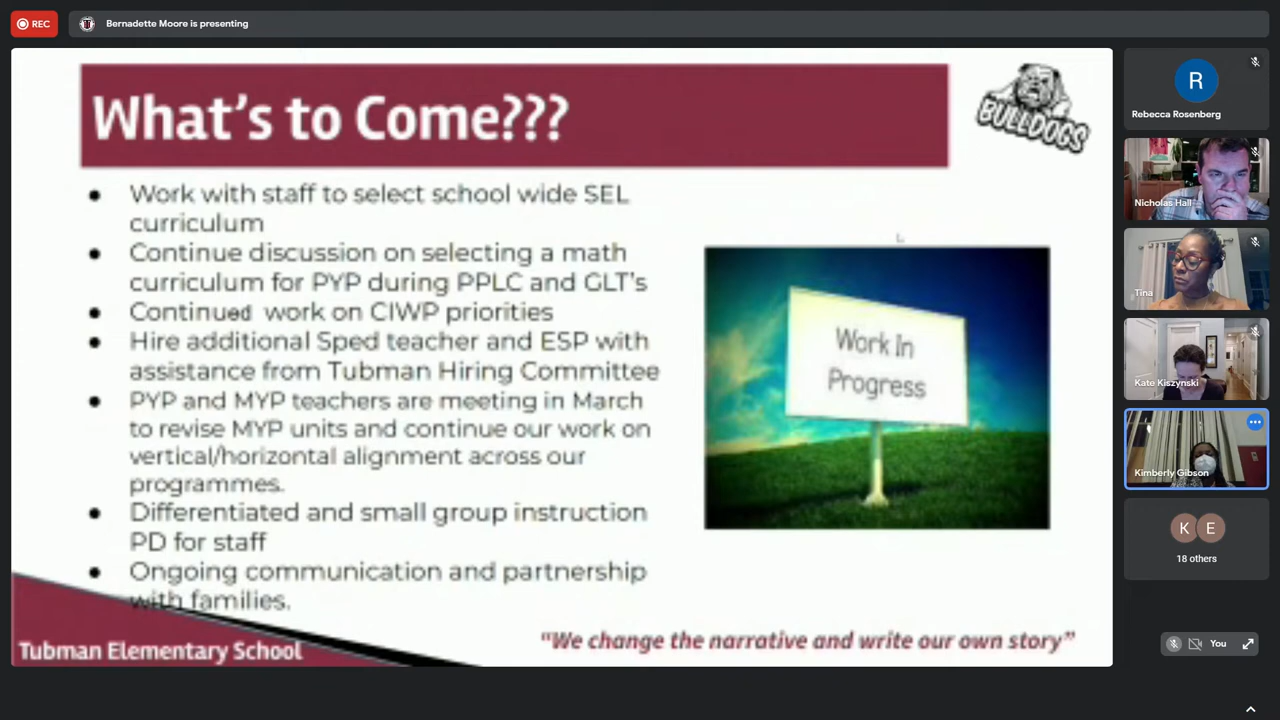 REC
Bernadette Moore is presenting
What's to Come???
BULLDOGS
● Work with staff to select school wide SEL
curriculum
● Continue discussion on selecting a math
curriculum for PYP during PPLC and GLT's
● Continued work on CIWP priorities
● Hire additional Sped teacher and ESP with
assistance from Tubman Hiring Committee
● PYP and MYP teachers are meeting in March
to revise MYP units and continue our work on
vertical/horizontal alignment across our
programmes.
● Differentiated and small group instruction
PD for staff
● Ongoing communication and partnership
with families.
Work In
Progress
Tubman Elementary School
"We change the narrative and write our own story"
R
Rebecca Rosenberg
Nicholas Hall
Tina
Kate Kiszynski
Kimberly Gibson
K E
18 others
You